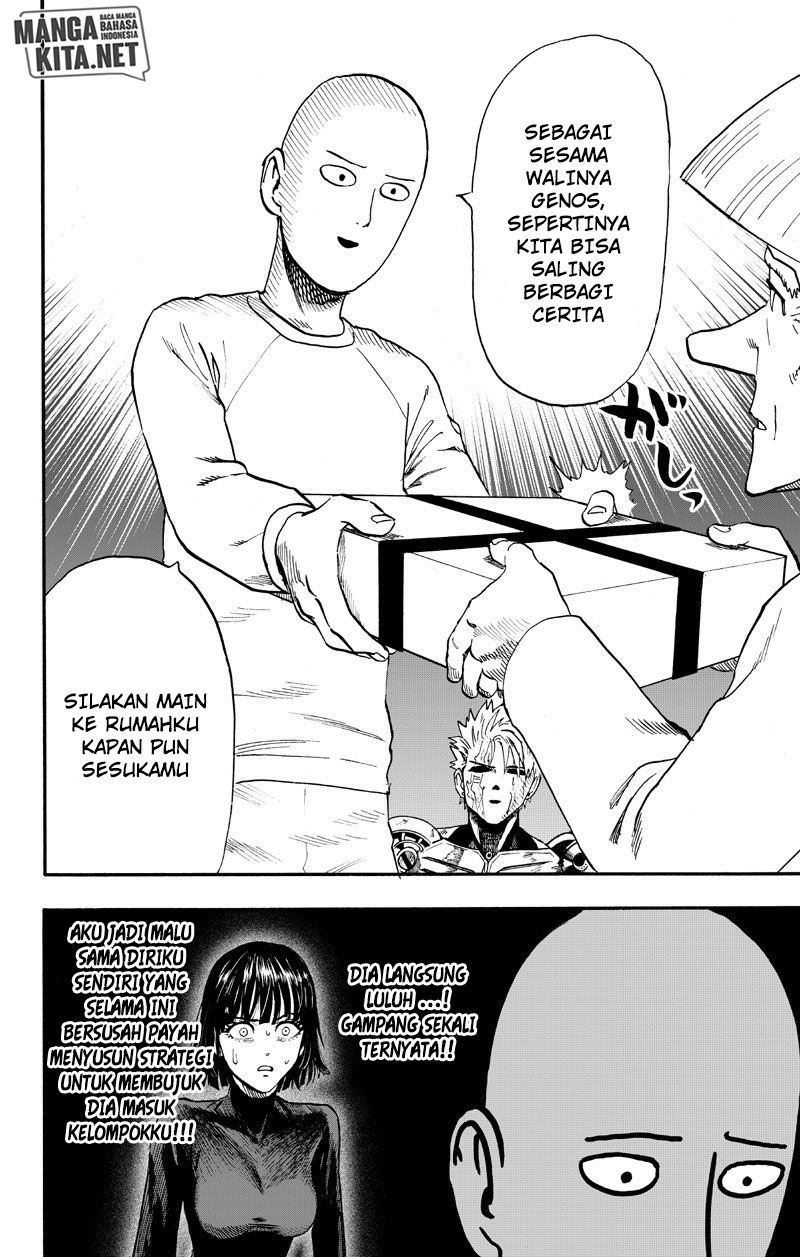 MANGA
KITA.NET
BACA MANGA
BAHASA
INDONESIA
SEBAGAI
SESAMA
WALINYA
GENOS,
SEPERTINYA
KITA BISA
SALING
BERBAGI
CERITA
がしっ
SILAKAN MAIN
KE RUMAHKU
KAPAN PUN
SESUKAMU
DIA LANGSUNG
LULUH ...!
GAMPANG SEKALI
TERNYATA!!
AKU JADI MALU
SAMA DIRIKU
SENDIRI YANG
SELAMA INI
BERSUSAH PAYAH
MENYUSUN STRATEGI
UNTUK MEMBUJUK
DIA MASUK
KELOMPOKKU!!!